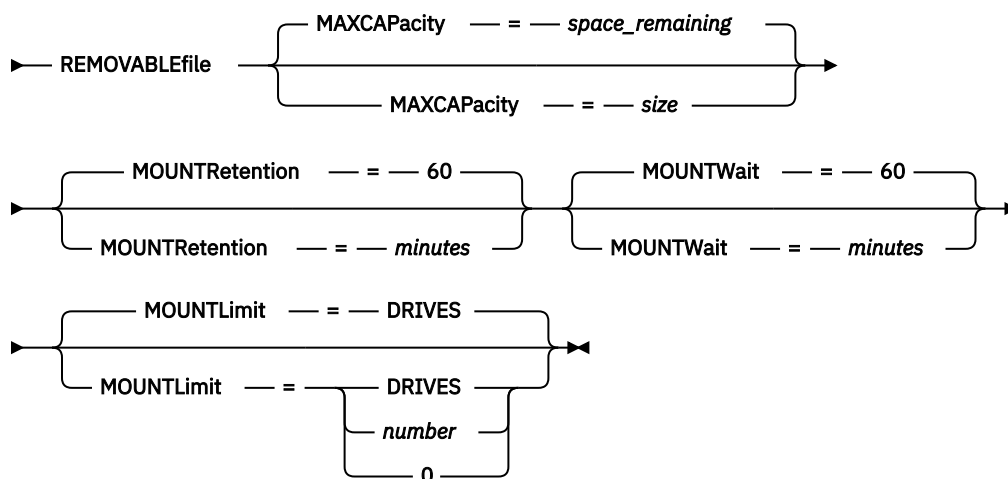 MAXCAPacity = space_remaining
REMOVABLEfile
MAXCAPacity = size
MOUNTRetention = 60 MOUNTWait = 60
MOUNTRetention = minutes MOUNTWait = minutes
MOUNTLimit = DRIVES
MOUNTLimit = DRIVES
number
0